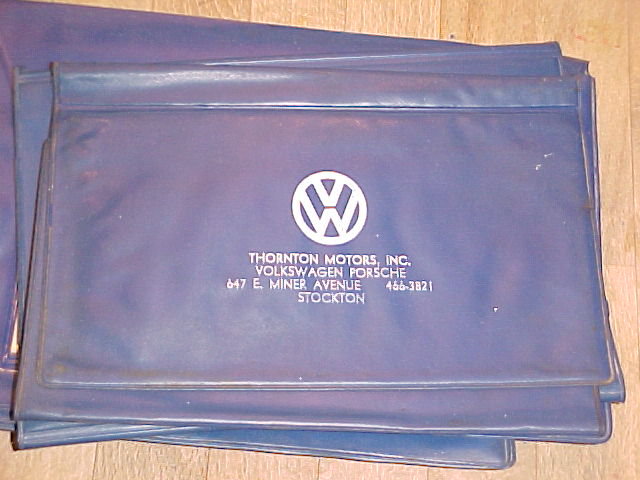 VW
THORNTON MOTORS, INC.
VOLKSWAGEN PORSCHE
647 E. MINER AVENUE 466-3821
STOCKTON